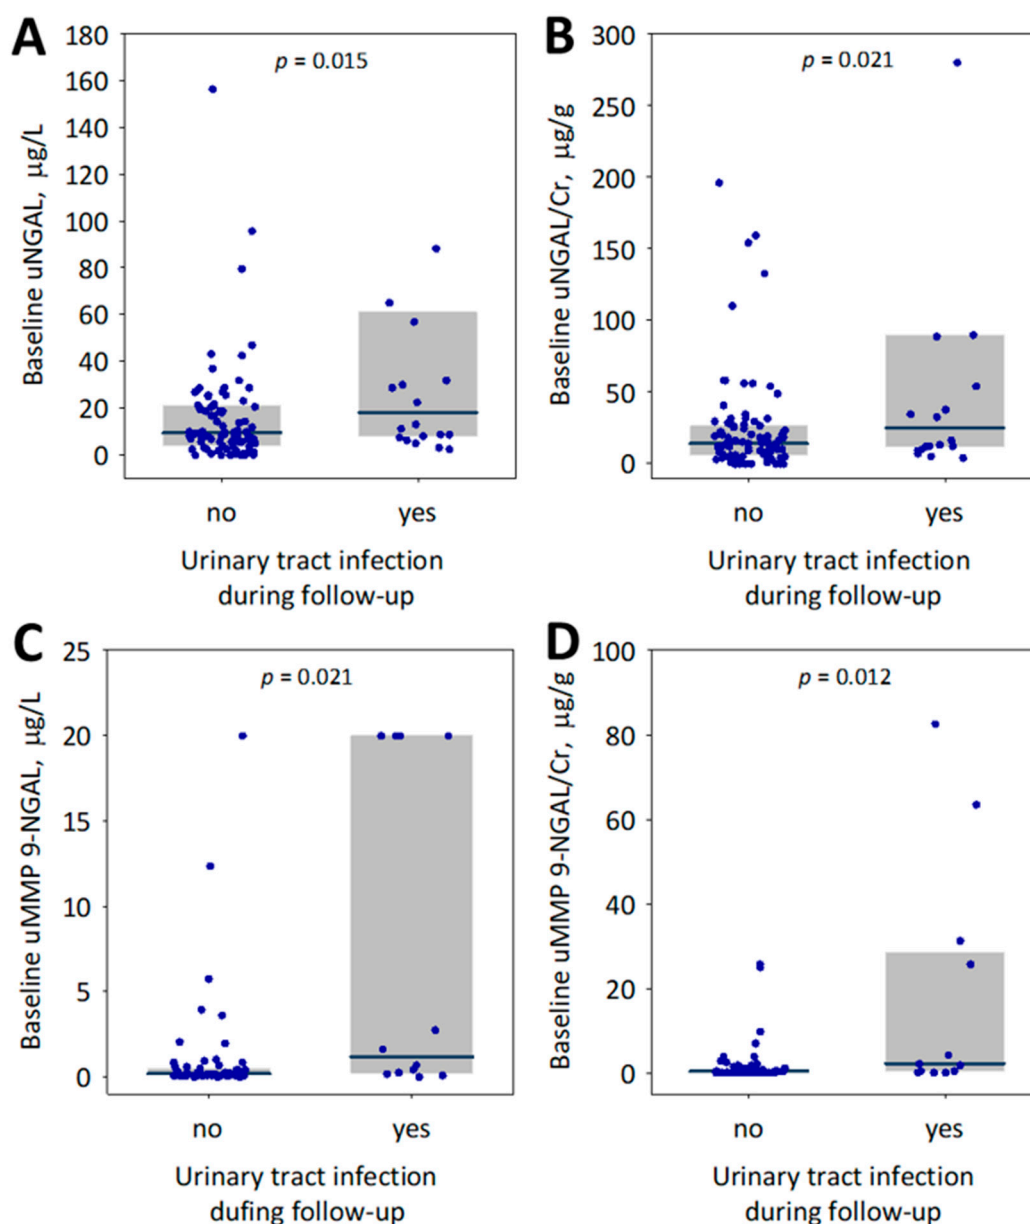 A
B
Baseline uNGAL, μg/L
180
160
140
120
100
80
60
40
20
0
p = 0.015
no
yes
Urinary tract infection
during follow-up
Baseline uNGAL/Cr, μg/g
300
250
200
150
100
50
0
p = 0.021
no
yes
Urinary tract infection
during follow-up
C
D
Baseline uMMP 9-NGAL, μg/L
25
20
15
10
5
0
p = 0.021
no
yes
Urinary tract infection
dufing follow-up
Baseline uMMP 9-NGAL/Cr, μg/g
100
80
60
40
20
0
p = 0.012
no
yes
Urinary tract infection
during follow-up